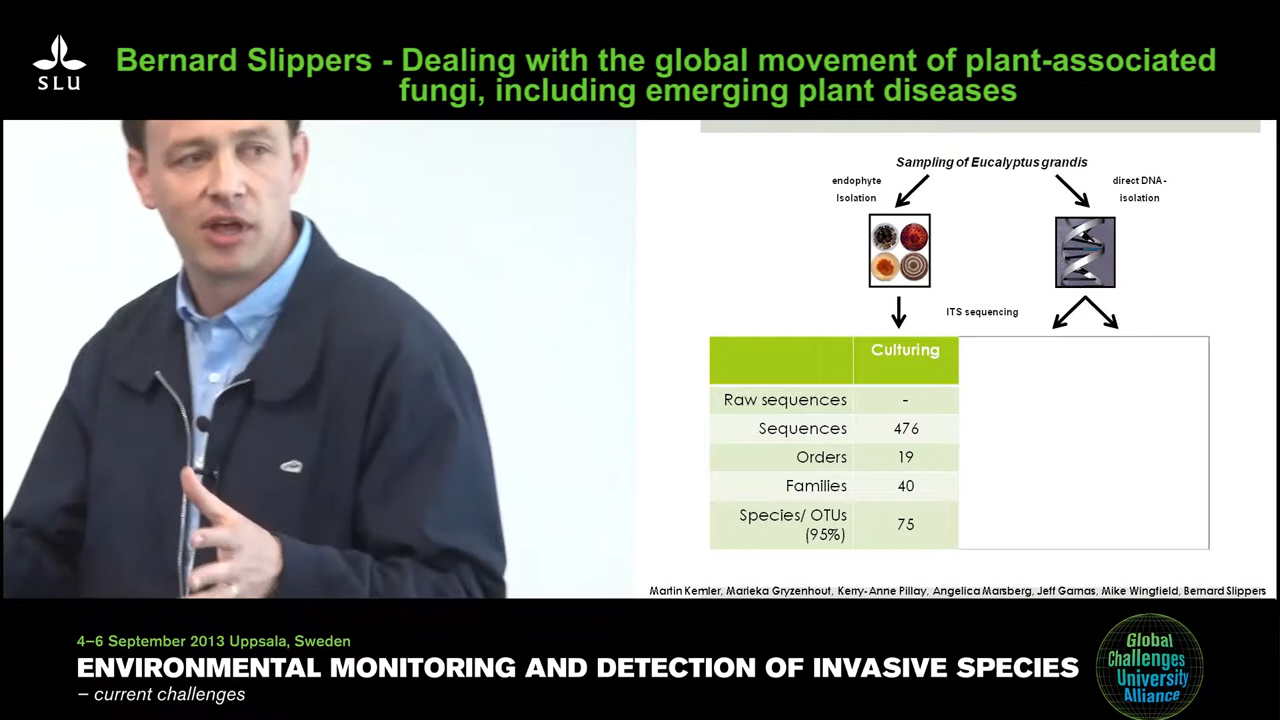 SLU
Bernard Slippers - Dealing with the global movement of plant-associated
fungi, including emerging plant diseases
Sampling of Eucalyptus grandis
endophyte
isolation
direct DNA-
isolation
ITS sequencing
Culturing
Raw sequences -
Sequences 476
Orders 19
Families 40
Species/ OTUs
(95%) 75
Martin Kemler, Marieka Gryzenhout, Kerry-Anne Pillay, Angelica Marsberg, Jeff Garnas, Mike Wingfield, Bernard Slippers
4–6 September 2013 Uppsala, Sweden
ENVIRONMENTAL MONITORING AND DETECTION OF INVASIVE SPECIES
– current challenges
Global
Challenges
University
Alliance